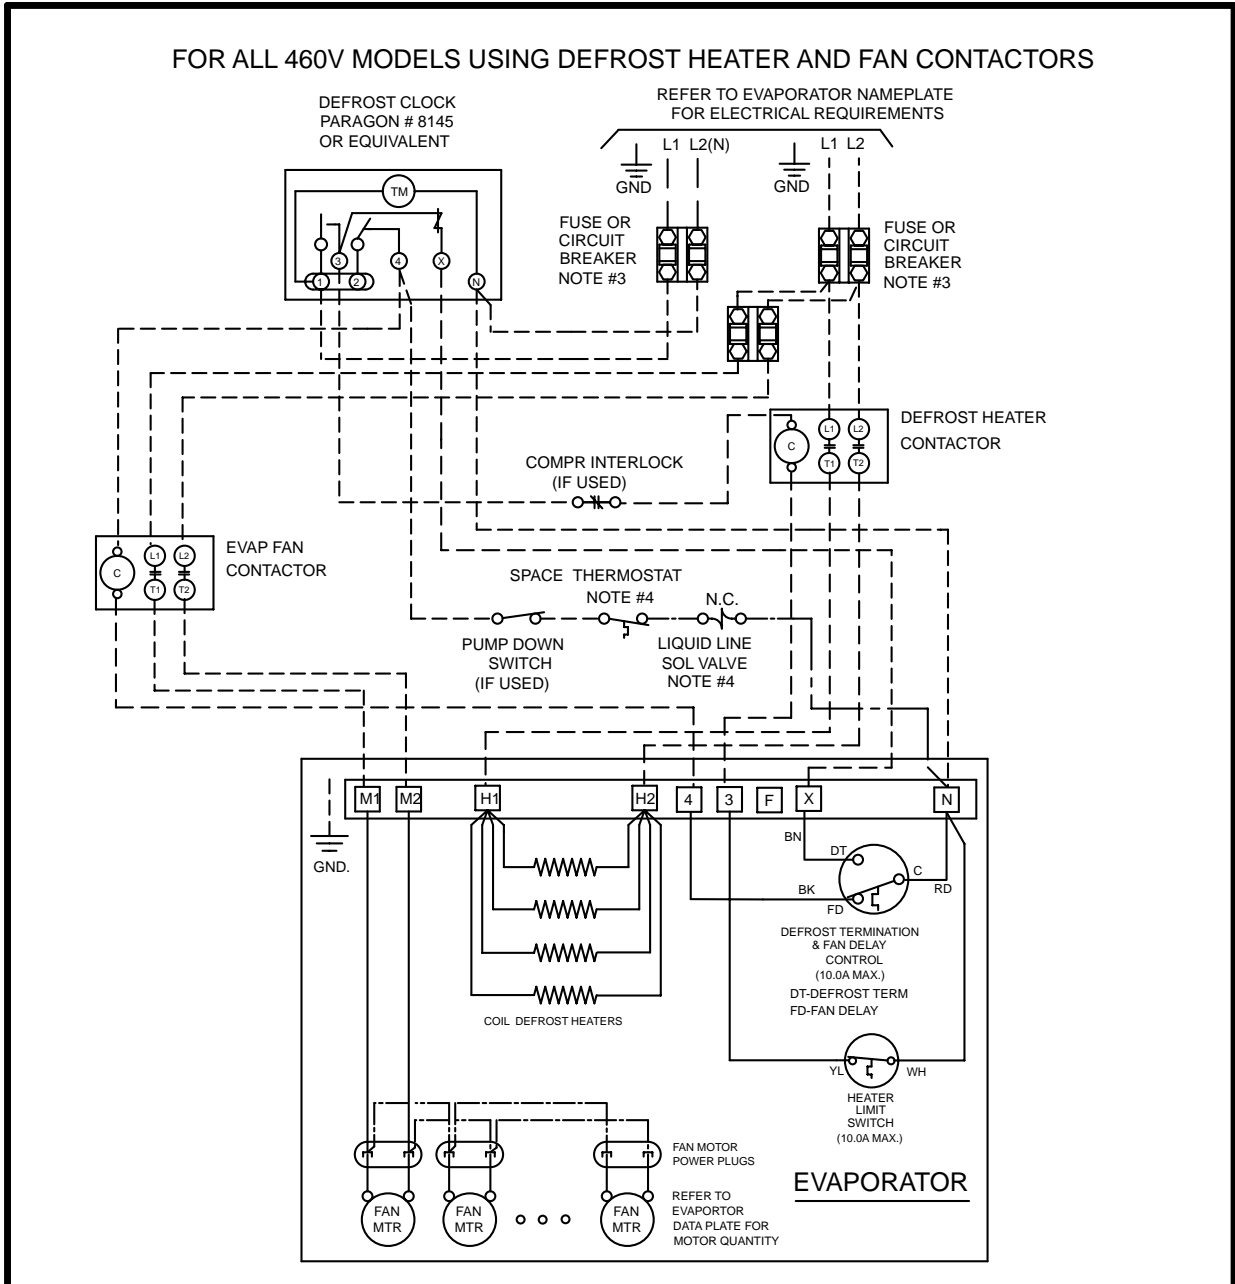 FOR ALL 460V MODELS USING DEFROST HEATER AND FAN CONTACTORS
DEFROST CLOCK
PARAGON # 8145
OR EQUIVALENT
REFER TO EVAPORATOR NAMEPLATE
FOR ELECTRICAL REQUIREMENTS
L1 L2(N)
GND
L1 L2
GND
TM
3
4
X
1
2
N
FUSE OR
CIRCUIT
BREAKER
NOTE #3
FUSE OR
CIRCUIT
BREAKER
NOTE #3
DEFROST HEATER
CONTACTOR
C
L1
L2
T1
T2
COMPR INTERLOCK
(IF USED)
EVAP FAN
CONTACTOR
C
L1
L2
T1
T2
SPACE THERMOSTAT
NOTE #4
N.C.
PUMP DOWN
SWITCH
(IF USED)
LIQUID LINE
SOL VALVE
NOTE #4
M1
M2
H1
H2
4
3
F
X
N
GND.
BN
DT
C
RD
BK
FD
DEFROST TERMINATION
& FAN DELAY
CONTROL
(10.0A MAX.)
DT-DEFROST TERM
FD-FAN DELAY
COIL DEFROST HEATERS
YL
WH
HEATER
LIMIT
SWITCH
(10.0A MAX.)
FAN MOTOR
POWER PLUGS
EVAPORATOR
FAN
MTR
FAN
MTR
FAN
MTR
REFER TO
EVAPORTOR
DATA PLATE FOR
MOTOR QUANTITY